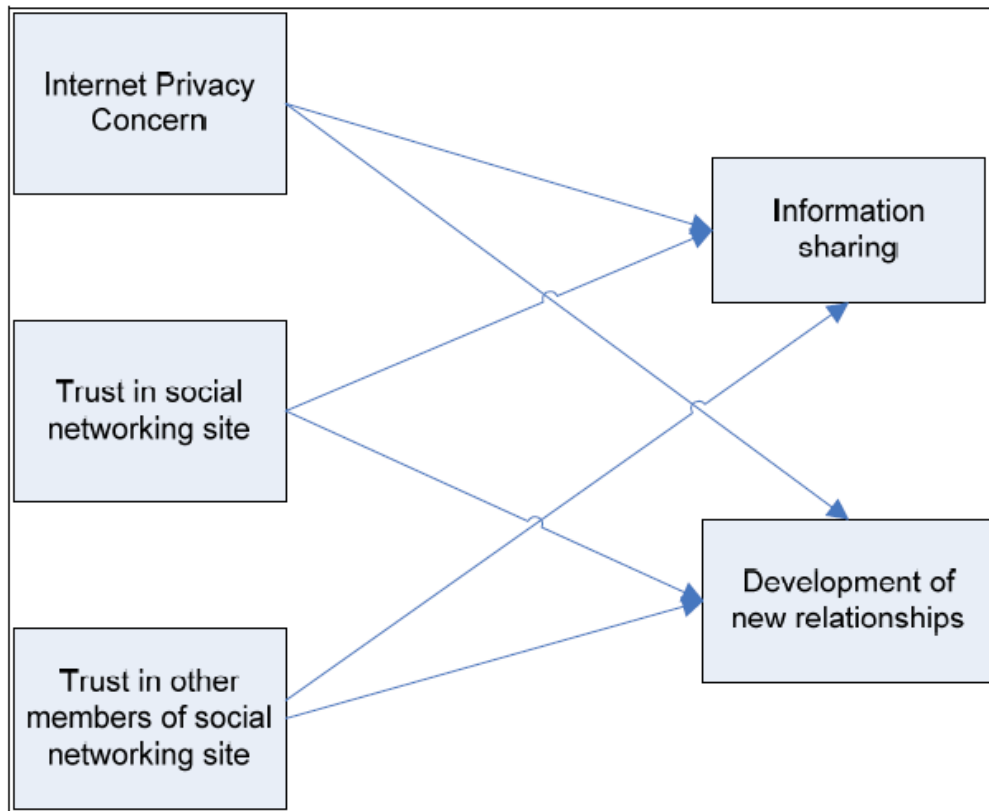 Internet Privacy
Concern
Information
sharing
Trust in social
networking site
Development of
new relationships
Trust in other
members of social
networking site